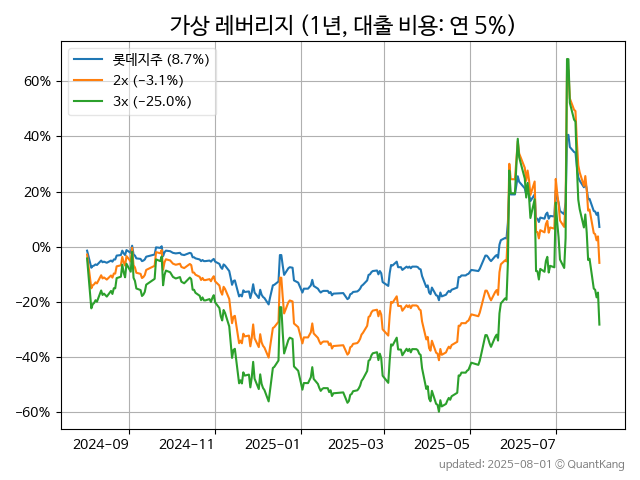 가상 레버리지 (1년, 대출 비용: 연 5%)
롯데지주 (8.7%)
2x (−3.1%)
3x (−25.0%)
60%
40%
20%
0%
−20%
−40%
−60%
2024-09
2024-11
2025-01
2025-03
2025-05
2025-07
updated: 2025-08-01 © QuantKang